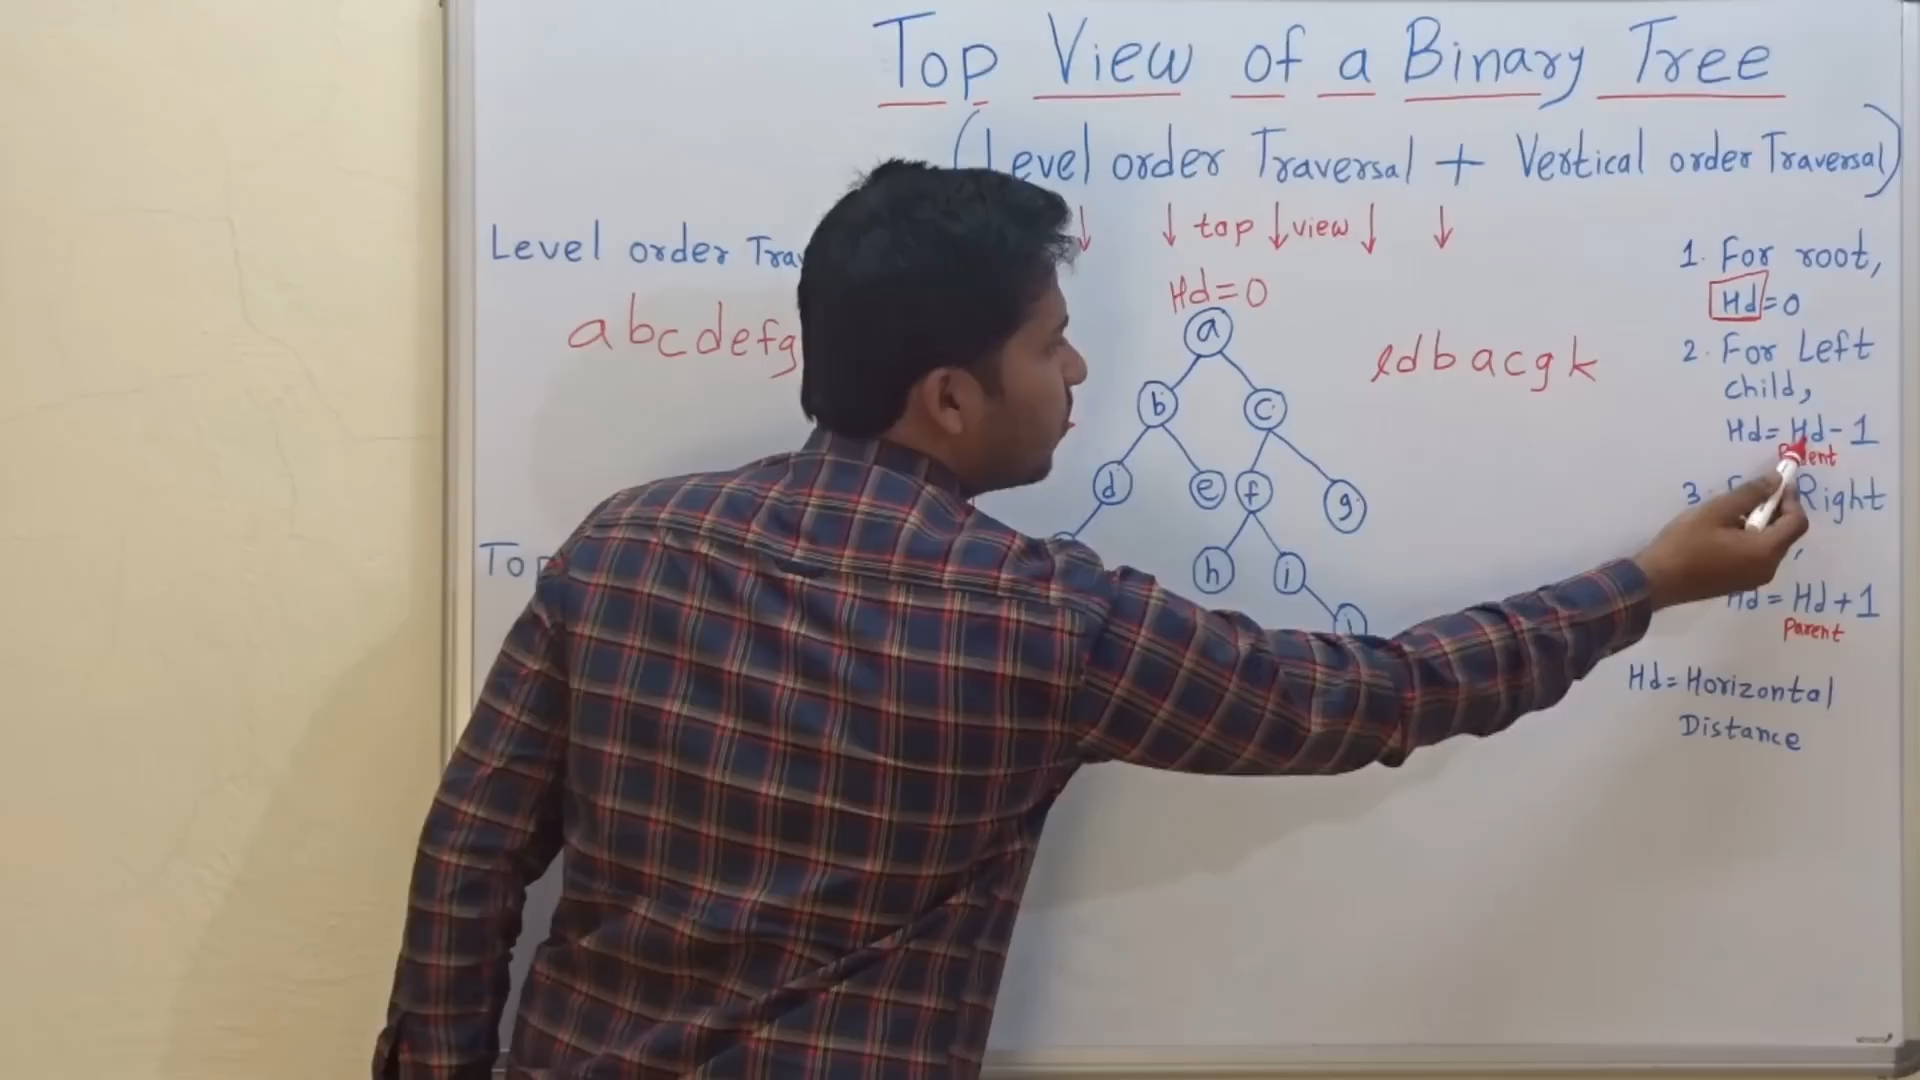 Top View of a Binary Tree
(Level order Traversal + Vertical order Traversal)
Level order
abcdefg
↓ ↓ top ↓ view ↓ ↓
Hd=0
a
b c
d e f g
h i
ldbacgk
1. For root,
Hd=0
2. For Left
child,
Hd=Hd-1
3. Right
,
Hd=Hd+1
Parent
Hd=Horizontal
Distance